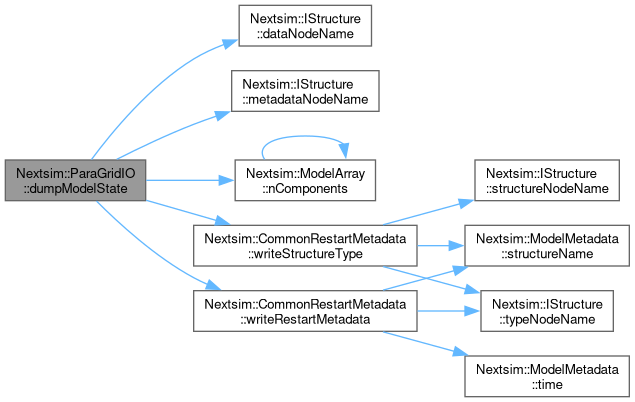 Nextsim::IStructure
::dataNodeName
Nextsim::IStructure
::metadataNodeName
Nextsim::ParaGridIO
::dumpModelState
Nextsim::ModelArray
::nComponents
Nextsim::IStructure
::structureNodeName
Nextsim::CommonRestartMetadata
::writeStructureType
Nextsim::ModelMetadata
::structureName
Nextsim::CommonRestartMetadata
::writeRestartMetadata
Nextsim::IStructure
::typeNodeName
Nextsim::ModelMetadata
::time